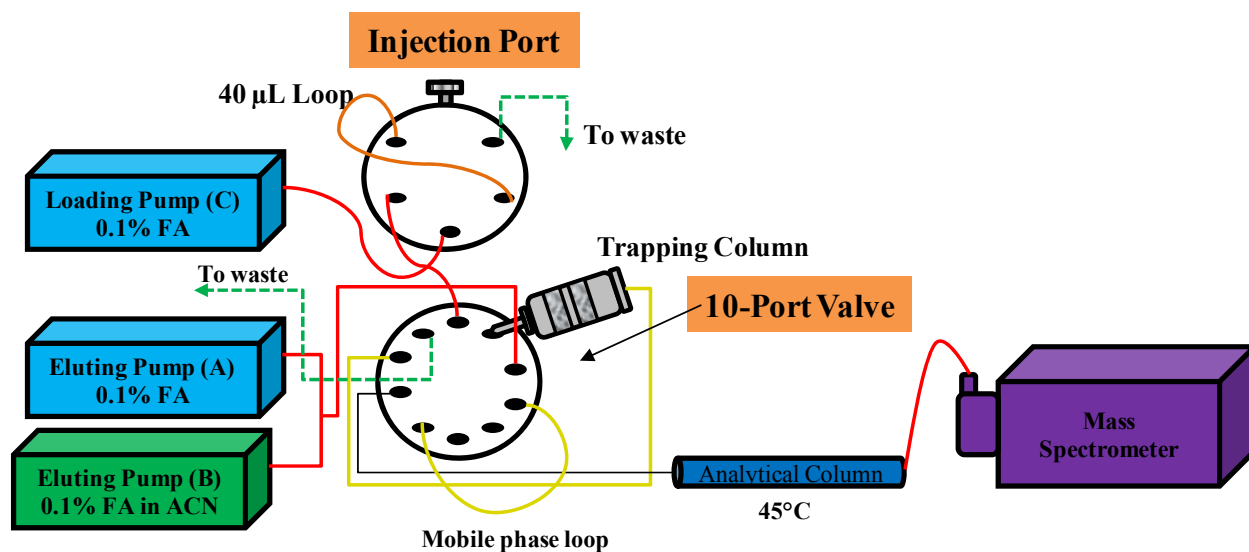 Injection Port
40 µL Loop
To waste
Loading Pump (C)
0.1% FA
Trapping Column
To waste
10-Port Valve
Eluting Pump (A)
0.1% FA
Mass
Spectrometer
Eluting Pump (B)
0.1% FA in ACN
Analytical Column
45°C
Mobile phase loop